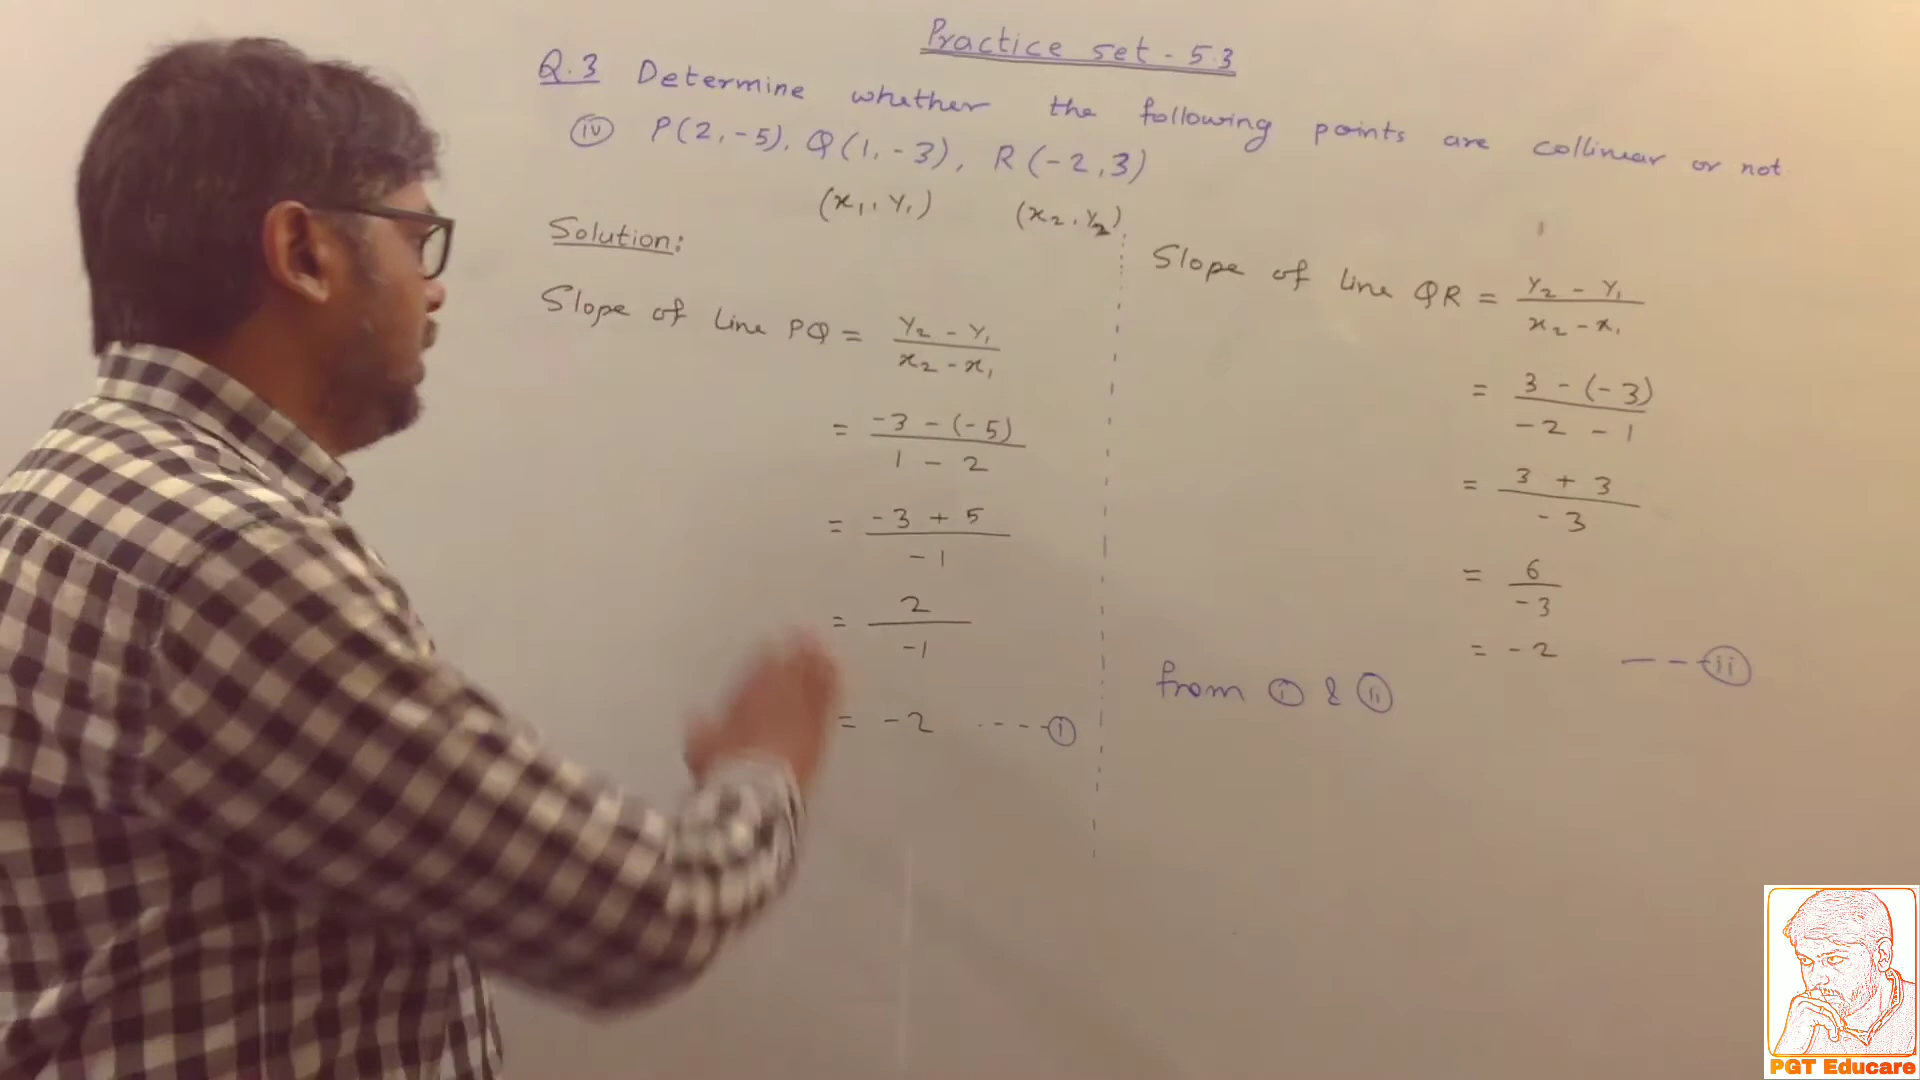 Practice set - 5.3
Q.3 Determine whether the following points are collinear or not.
(iv) P(2,-5), Q(1,-3), R(-2,3)
(x₁, y₁) (x₂, y₂)
Solution:
Slope of line PQ = y₂ - y₁ / x₂ - x₁
= -3 - (-5) / 1 - 2
= -3 + 5 / -1
= 2 / -1
= -2 ----(i)
Slope of line QR = y₂ - y₁ / x₂ - x₁
= 3 - (-3) / -2 - 1
= 3 + 3 / -3
= 6 / -3
= -2 ---(ii)
from (i) & (ii)
PGT Educare